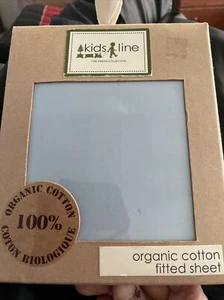 kids line
THE GREEN COLLECTION
ORGANIC COTTON
100%
COTON BIOLOGIQUE
organic cotton
fitted sheet